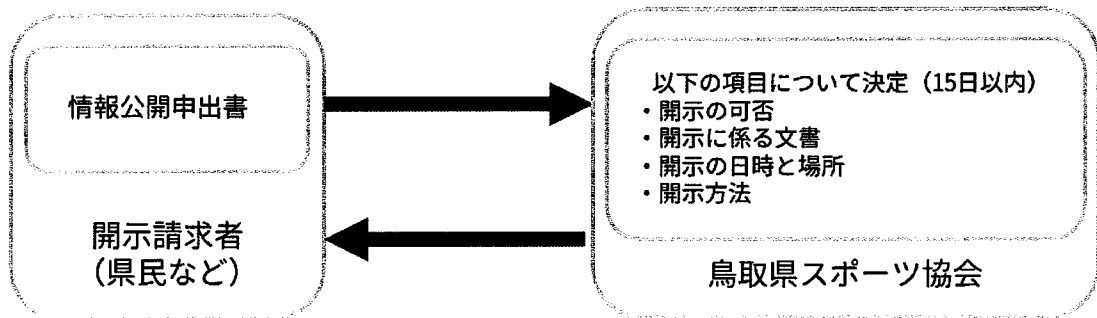 情報公開申出書
開示請求者
（県民など）
以下の項目について決定（15日以内）
・開示の可否
・開示に係る文書
・開示の日時と場所
・開示方法
鳥取県スポーツ協会